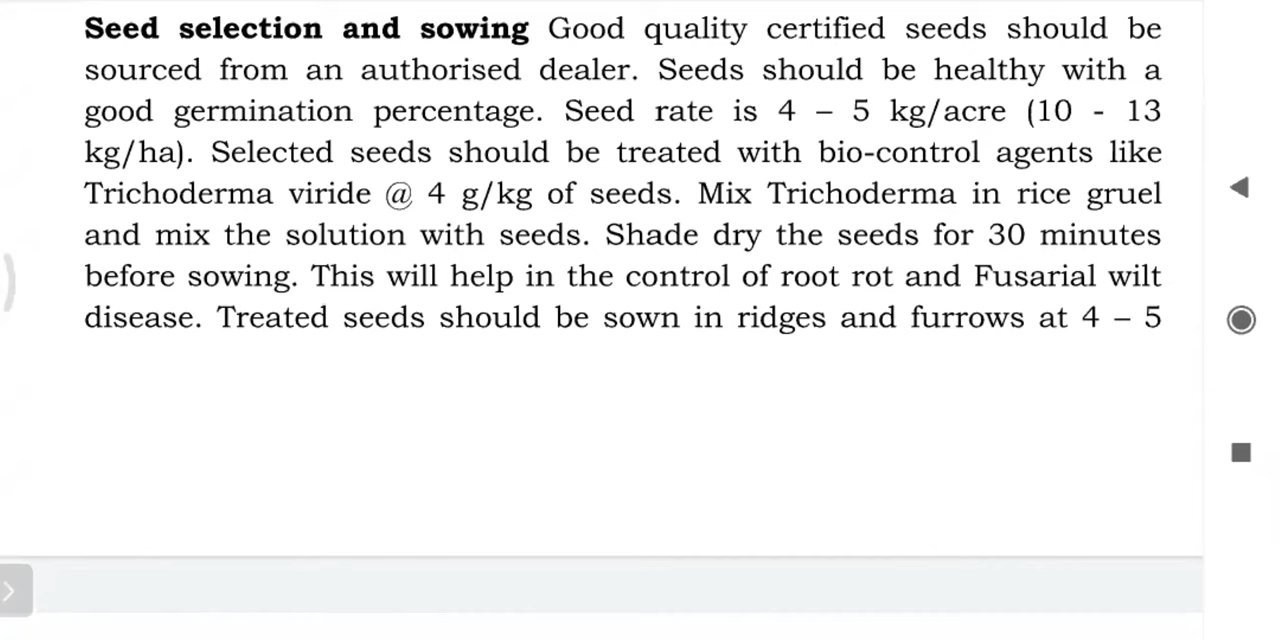 Seed selection and sowing Good quality certified seeds should be
sourced from an authorised dealer. Seeds should be healthy with a
good germination percentage. Seed rate is 4 – 5 kg/acre (10 - 13
kg/ha). Selected seeds should be treated with bio-control agents like
Trichoderma viride @ 4 g/kg of seeds. Mix Trichoderma in rice gruel
and mix the solution with seeds. Shade dry the seeds for 30 minutes
before sowing. This will help in the control of root rot and Fusarial wilt
disease. Treated seeds should be sown in ridges and furrows at 4 – 5